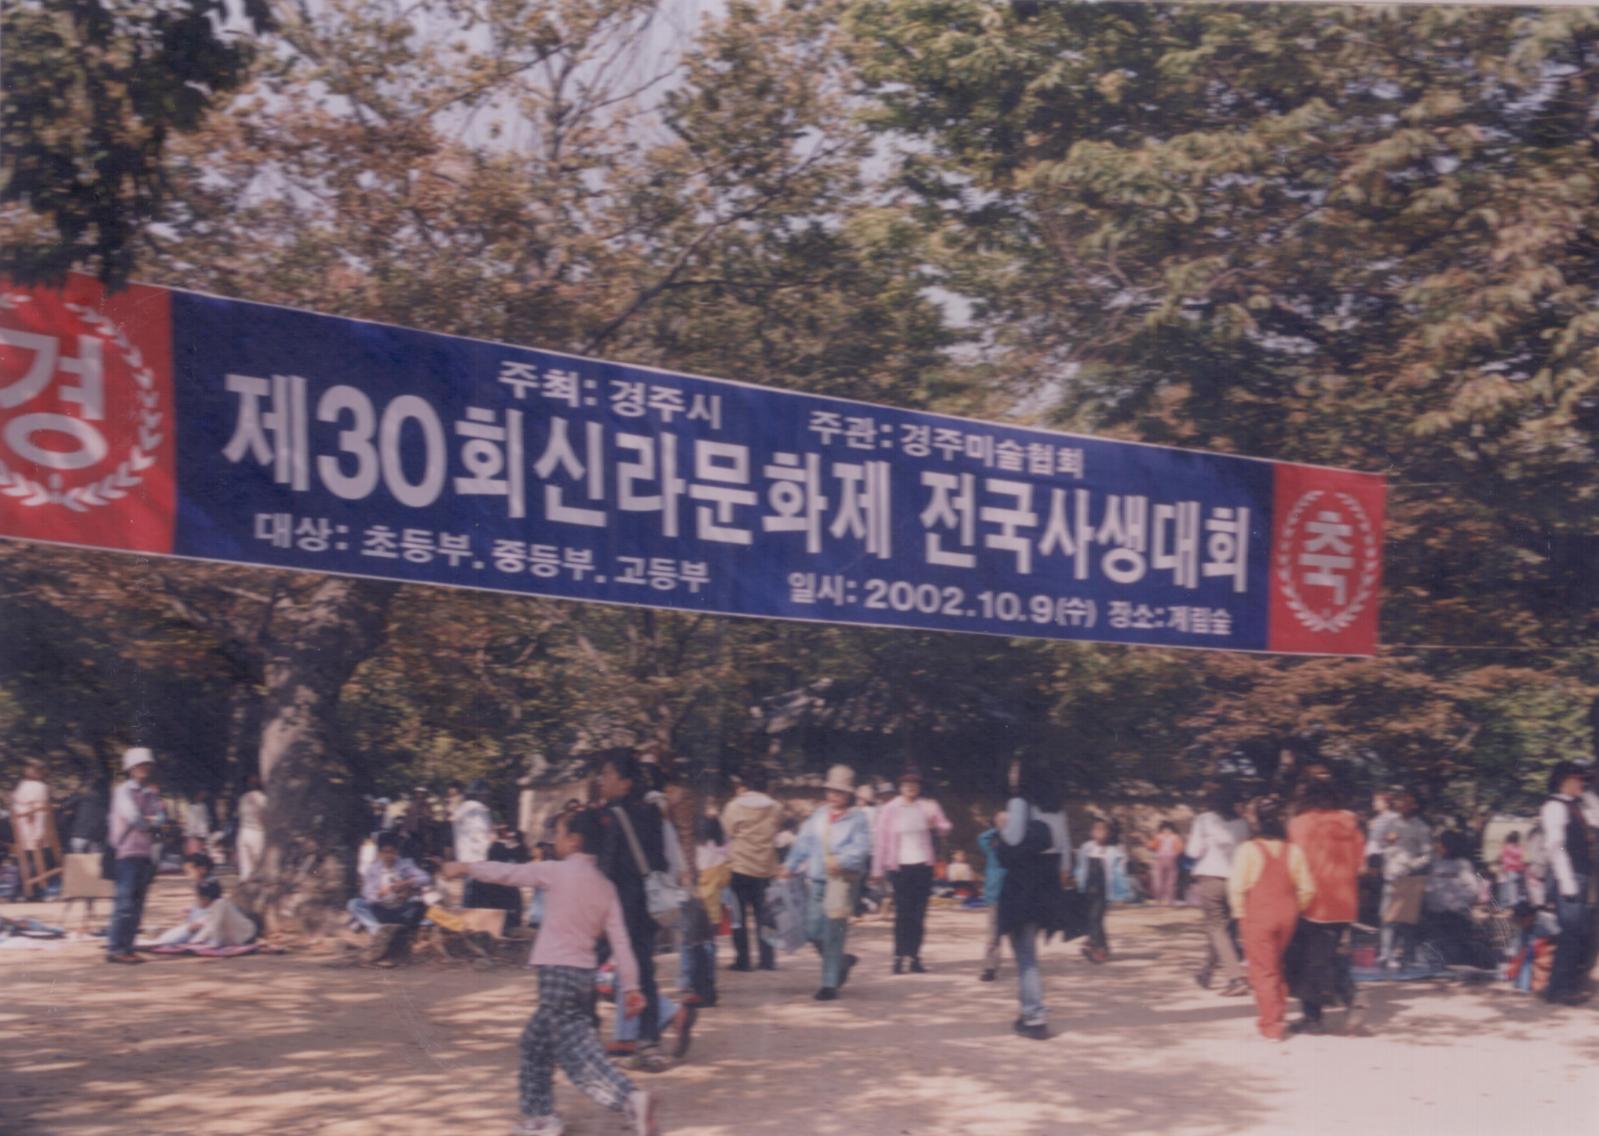 경
주최: 경주시 주관: 경주미술협회
제30회신라문화제 전국사생대회
대상: 초등부. 중등부. 고등부 일시: 2002.10.9(수) 장소:계림숲
축